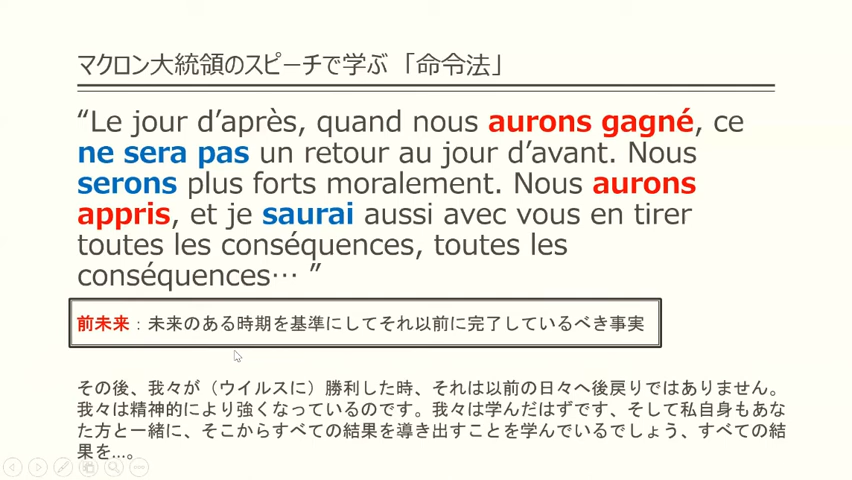 マクロン大統領のスピーチで学ぶ「命令法」
“Le jour d’après, quand nous aurons gagné, ce
ne sera pas un retour au jour d’avant. Nous
serons plus forts moralement. Nous aurons
appris, et je saurai aussi avec vous en tirer
toutes les conséquences, toutes les
conséquences… ”
前未来：未来のある時期を基準にしてそれ以前に完了しているべき事実
その後、我々が（ウイルスに）勝利した時、それは以前の日々へ後戻りではありません。
我々は精神的により強くなっているのです。我々は学んだはずです、そして私自身もあな
た方と一緒に、そこからすべての結果を導き出すことを学んでいるでしょう、すべての結
果を…。